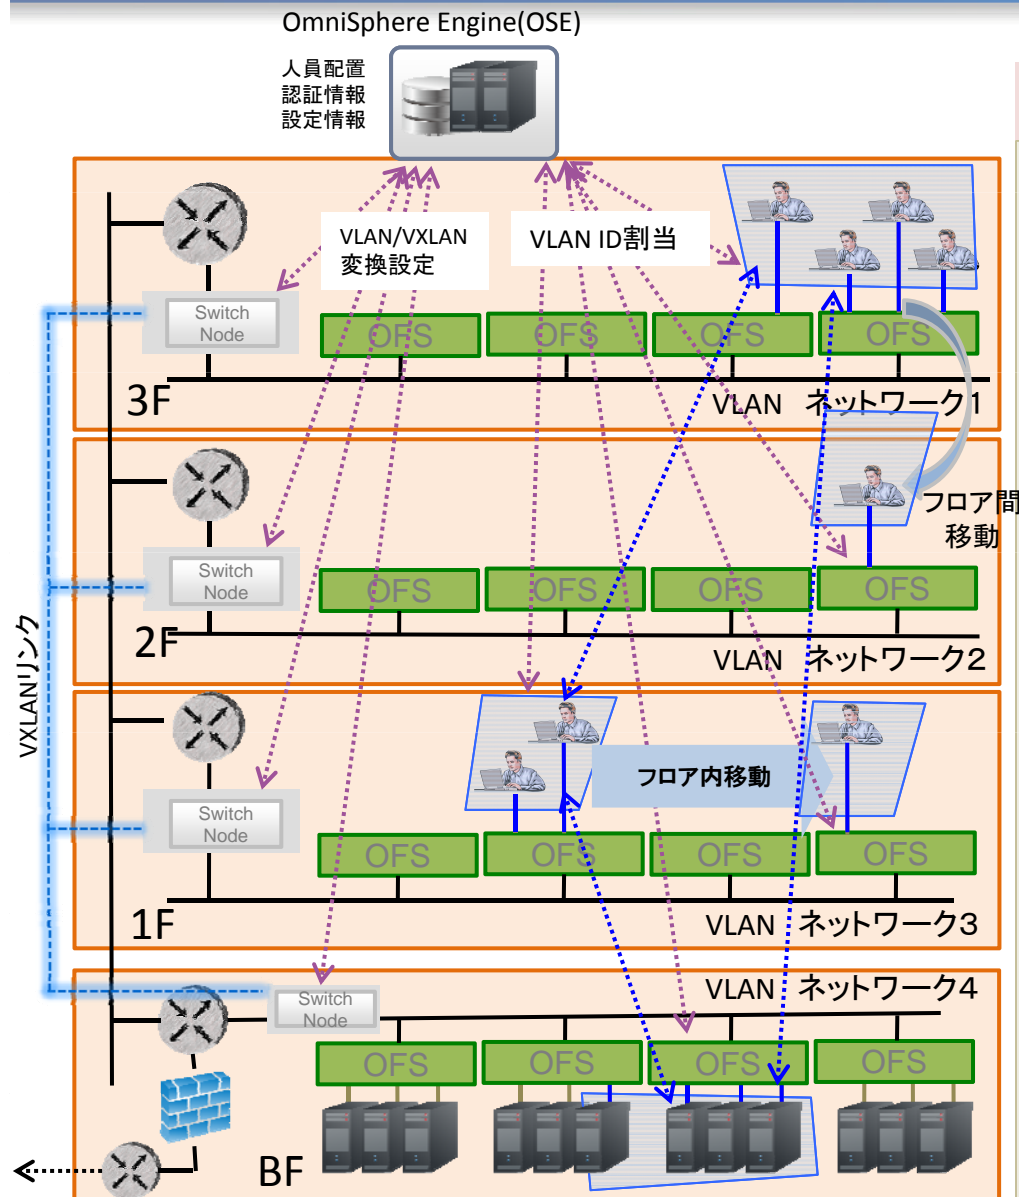 OmniSphere Engine(OSE)
人員配置
認証情報
設定情報
VLAN/VXLAN
変換設定
VLAN ID割当
Switch
Node
OFS
OFS
OFS
OFS
3F
VLAN ネットワーク1
フロア間
移動
Switch
Node
OFS
OFS
OFS
OFS
2F
VLAN ネットワーク2
VXLANリンク
フロア内移動
Switch
Node
OFS
OFS
OFS
OFS
1F
VLAN ネットワーク3
VLAN ネットワーク4
Switch
Node
OFS
OFS
OFS
OFS
BF